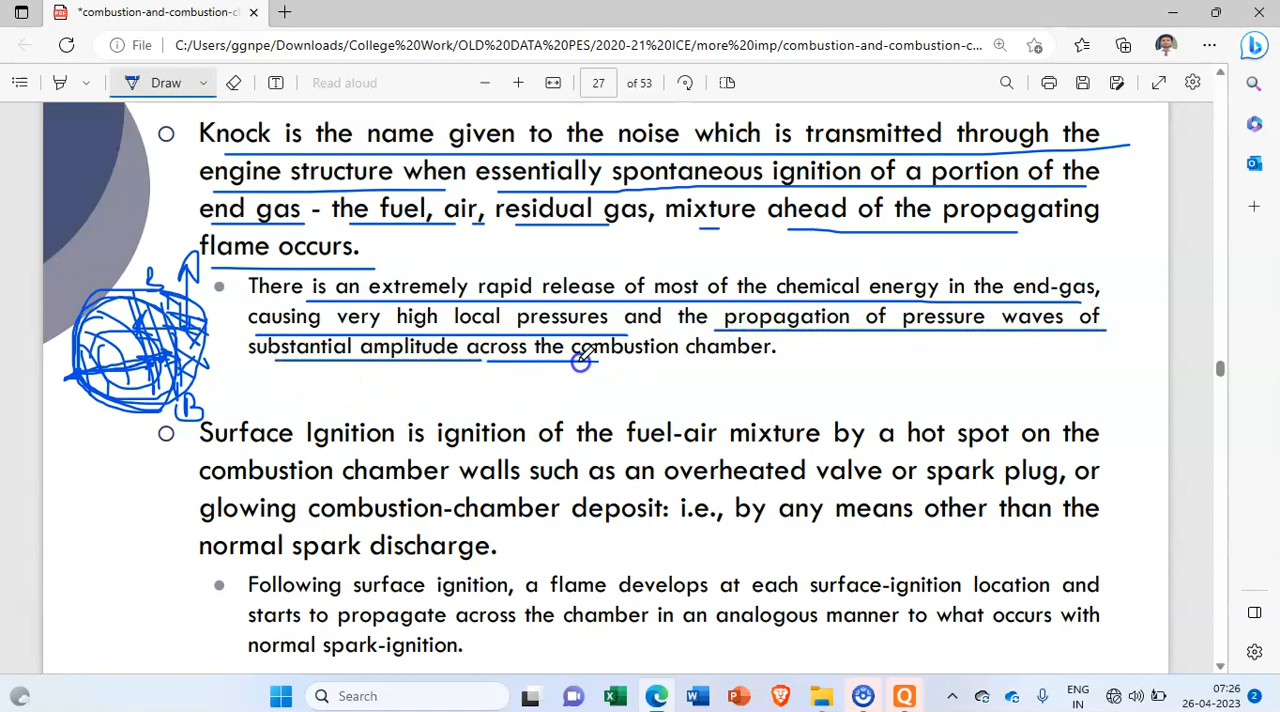 *combustion-and-combustion-cl
File
C:/Users/ggnpe/Downloads/College%20Work/OLD%20DATA%20PES/2020-21%20ICE/more%20imp/combustion-and-combustion-c...
Draw
Read aloud
27 of 53
Knock is the name given to the noise which is transmitted through the
engine structure when essentially spontaneous ignition of a portion of the
end gas - the fuel, air, residual gas, mixture ahead of the propagating
flame occurs.
There is an extremely rapid release of most of the chemical energy in the end-gas,
causing very high local pressures and the propagation of pressure waves of
substantial amplitude across the combustion chamber.
B
Surface Ignition is ignition of the fuel-air mixture by a hot spot on the
combustion chamber walls such as an overheated valve or spark plug, or
glowing combustion-chamber deposit: i.e., by any means other than the
normal spark discharge.
Following surface ignition, a flame develops at each surface-ignition location and
starts to propagate across the chamber in an analogous manner to what occurs with
normal spark-ignition.
Search
ENG
IN
07:26
26-04-2023
2